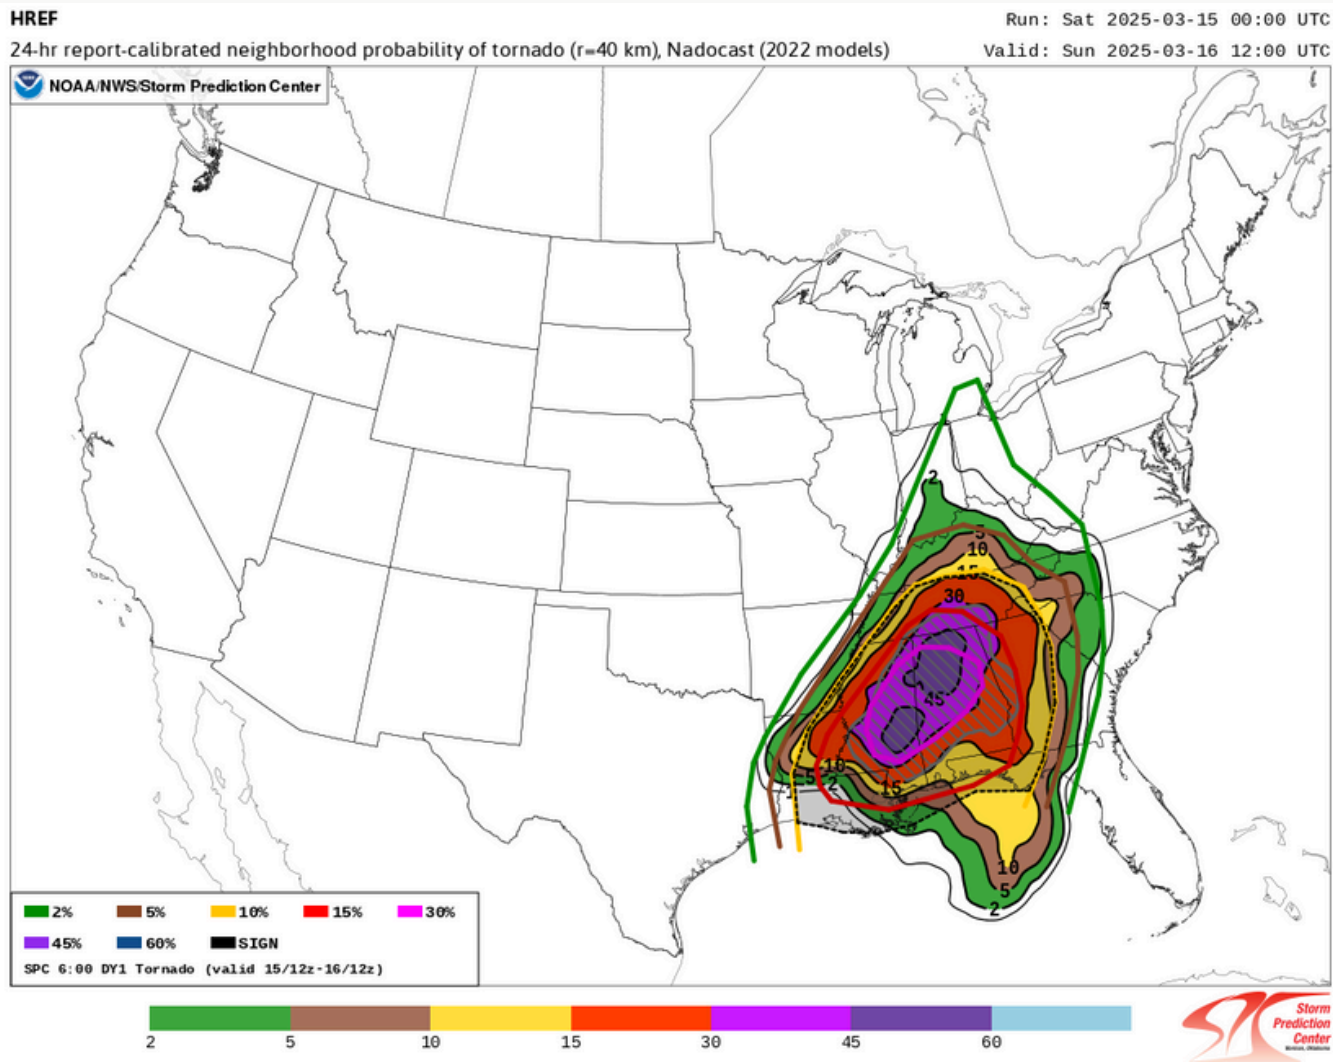 HREF
Run: Sat 2025-03-15 00:00 UTC
24-hr report-calibrated neighborhood probability of tornado (r=40 km), Nadocast (2022 models)
Valid: Sun 2025-03-16 12:00 UTC
NOAA/NWS/Storm Prediction Center
2
5
10
15
30
45
10
5
2
15
10
5
2
2% 5% 10% 15% 30%
45% 60% SIGN
SPC 6:00 DY1 Tornado (valid 15/12z-16/12z)
2 5 10 15 30 45 60
Storm
Prediction
Center
Norman, Oklahoma